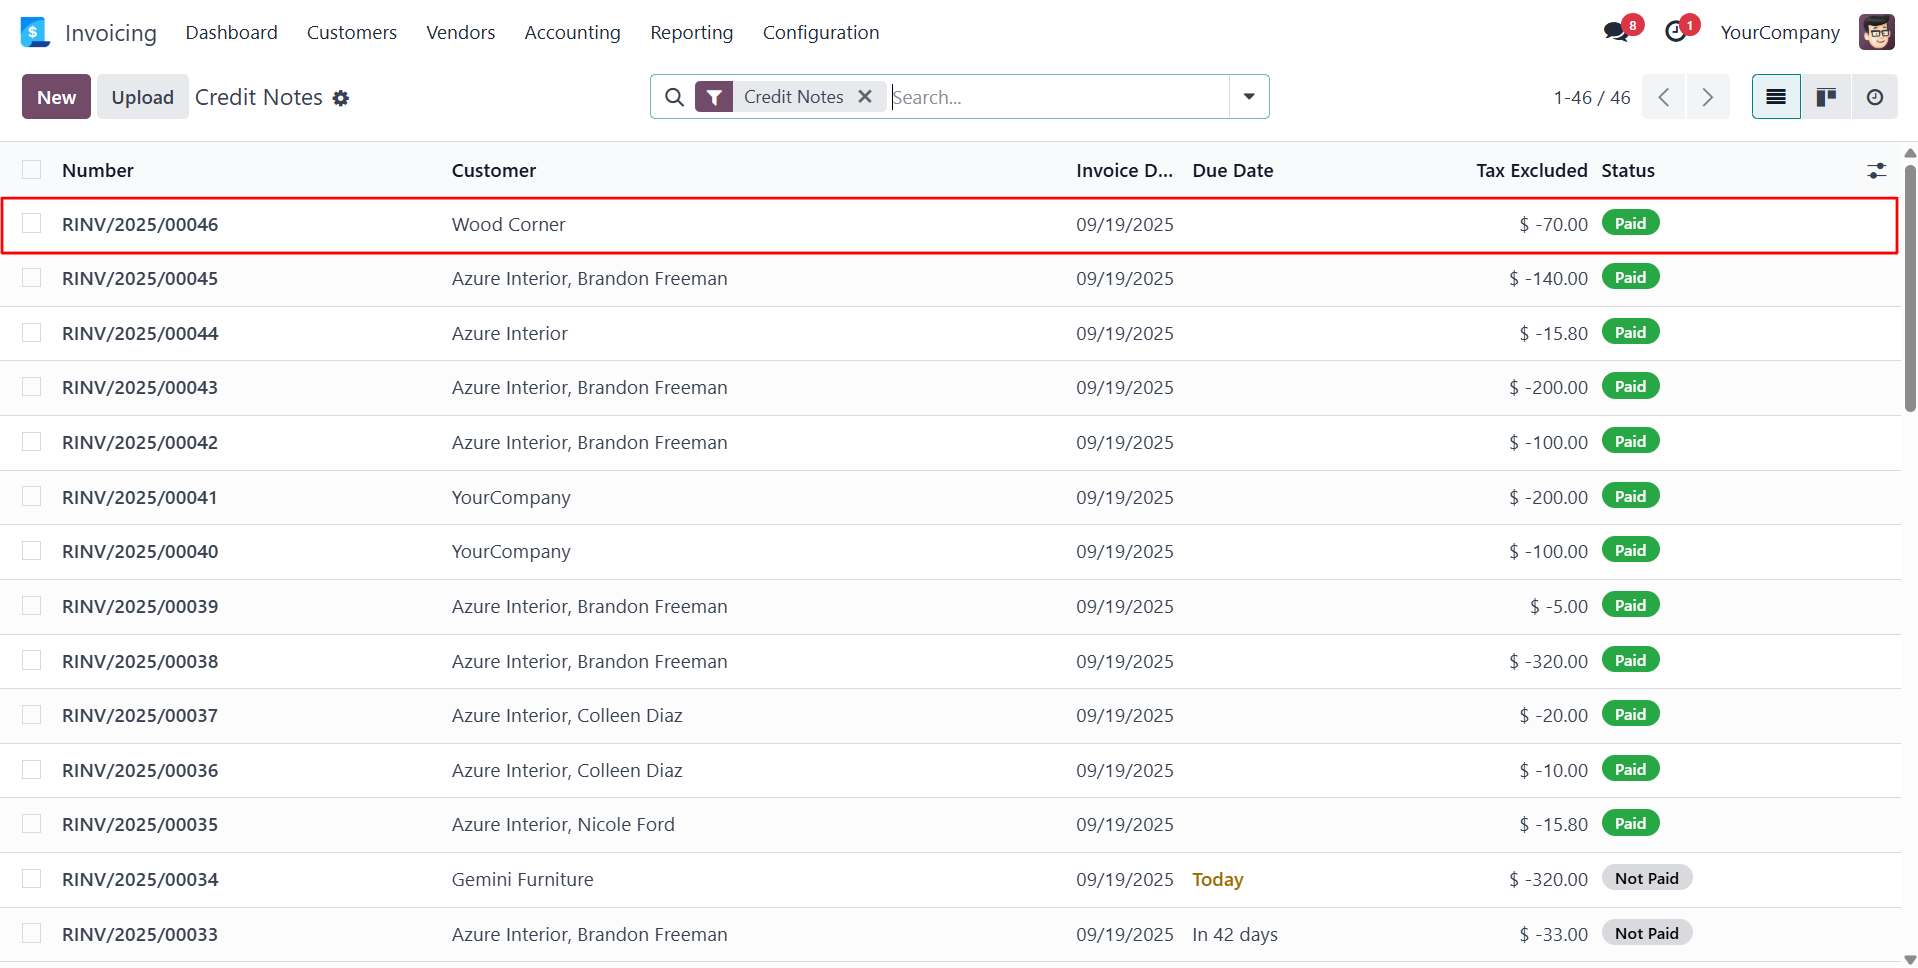 Invoicing Dashboard Customers Vendors Accounting Reporting Configuration 8 1 YourCompany
New Upload Credit Notes Credit Notes Search... 1-46 / 46
Number Customer Invoice D... Due Date Tax Excluded Status
RINV/2025/00046 Wood Corner 09/19/2025 $ -70.00 Paid
RINV/2025/00045 Azure Interior, Brandon Freeman 09/19/2025 $ -140.00 Paid
RINV/2025/00044 Azure Interior 09/19/2025 $ -15.80 Paid
RINV/2025/00043 Azure Interior, Brandon Freeman 09/19/2025 $ -200.00 Paid
RINV/2025/00042 Azure Interior, Brandon Freeman 09/19/2025 $ -100.00 Paid
RINV/2025/00041 YourCompany 09/19/2025 $ -200.00 Paid
RINV/2025/00040 YourCompany 09/19/2025 $ -100.00 Paid
RINV/2025/00039 Azure Interior, Brandon Freeman 09/19/2025 $ -5.00 Paid
RINV/2025/00038 Azure Interior, Brandon Freeman 09/19/2025 $ -320.00 Paid
RINV/2025/00037 Azure Interior, Colleen Diaz 09/19/2025 $ -20.00 Paid
RINV/2025/00036 Azure Interior, Colleen Diaz 09/19/2025 $ -10.00 Paid
RINV/2025/00035 Azure Interior, Nicole Ford 09/19/2025 $ -15.80 Paid
RINV/2025/00034 Gemini Furniture 09/19/2025 Today $ -320.00 Not Paid
RINV/2025/00033 Azure Interior, Brandon Freeman 09/19/2025 In 42 days $ -33.00 Not Paid